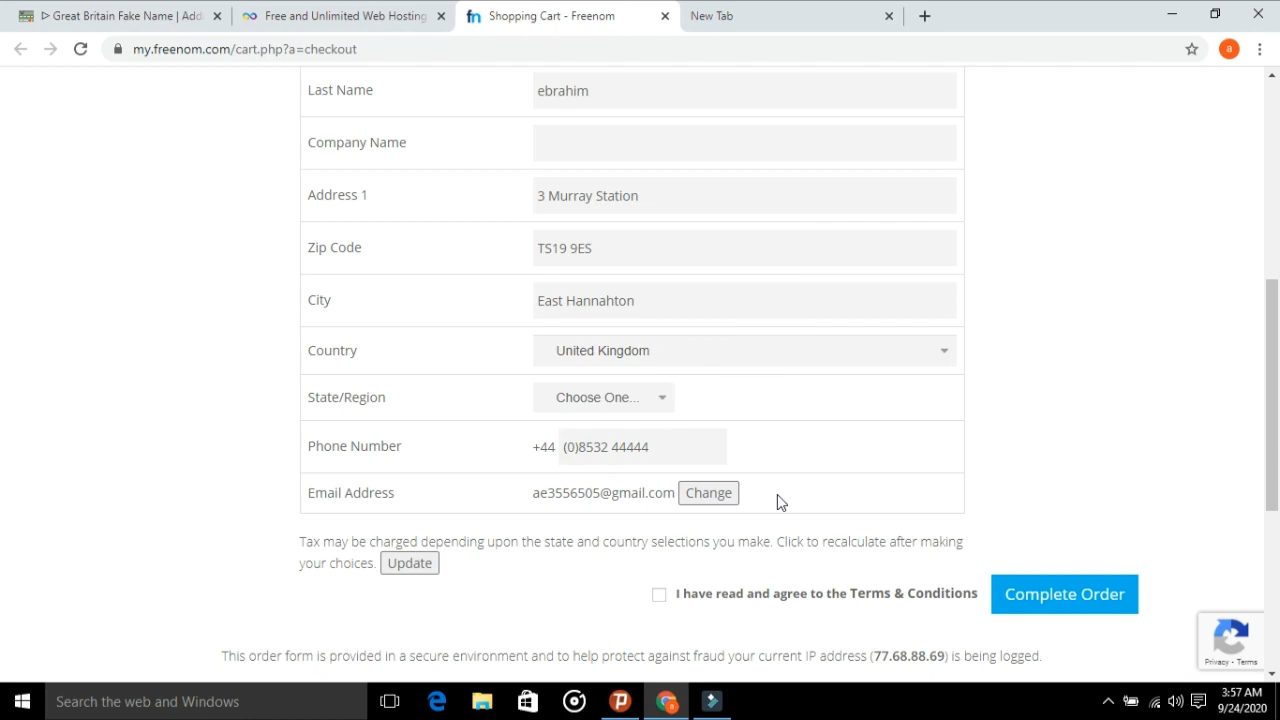 ▷ Great Britain Fake Name | Add
Free and Unlimited Web Hosting
fn Shopping Cart - Freenom
New Tab
my.freenom.com/cart.php?a=checkout
a
Last Name ebrahim
Company Name
Address 1 3 Murray Station
Zip Code TS19 9ES
City East Hannahton
Country United Kingdom
State/Region Choose One...
Phone Number +44 (0)8532 44444
Email Address ae3556505@gmail.com Change
Tax may be charged depending upon the state and country selections you make. Click to recalculate after making
your choices. Update
I have read and agree to the Terms & Conditions Complete Order
Privacy - Terms
This order form is provided in a secure environment and to help protect against fraud your current IP address (77.68.88.69) is being logged.
Search the web and Windows
3:57 AM
9/24/2020